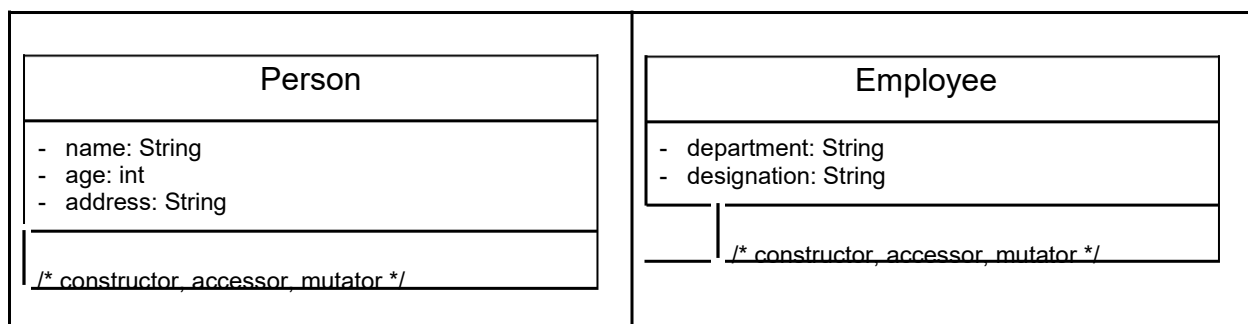 Person
- name: String
- age: int
- address: String
/* constructor, accessor, mutator */
Employee
- department: String
- designation: String
/* constructor, accessor, mutator */